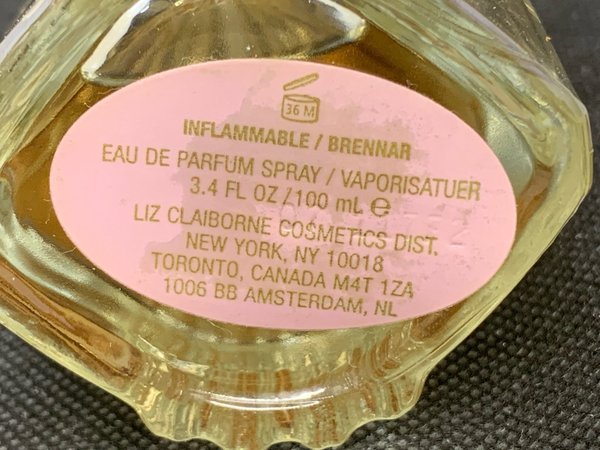 36 M
INFLAMMABLE / BRENNAR
EAU DE PARFUM SPRAY / VAPORISATUER
3.4 FL OZ / 100 mL ℮
LIZ CLAIBORNE COSMETICS DIST.
NEW YORK, NY 10018
TORONTO, CANADA M4T 1ZA
1006 BB AMSTERDAM, NL